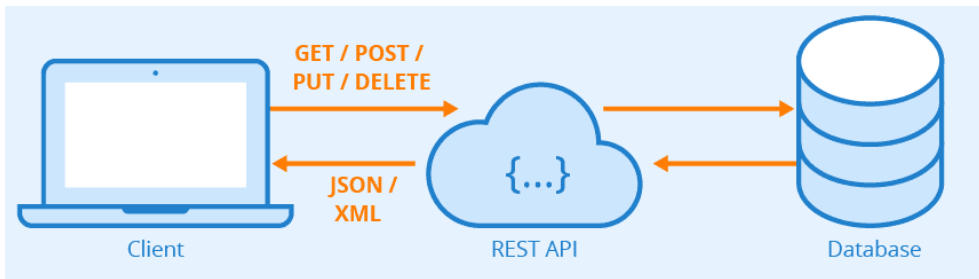 GET / POST /
PUT / DELETE
{...}
JSON /
XML
Client
REST API
Database